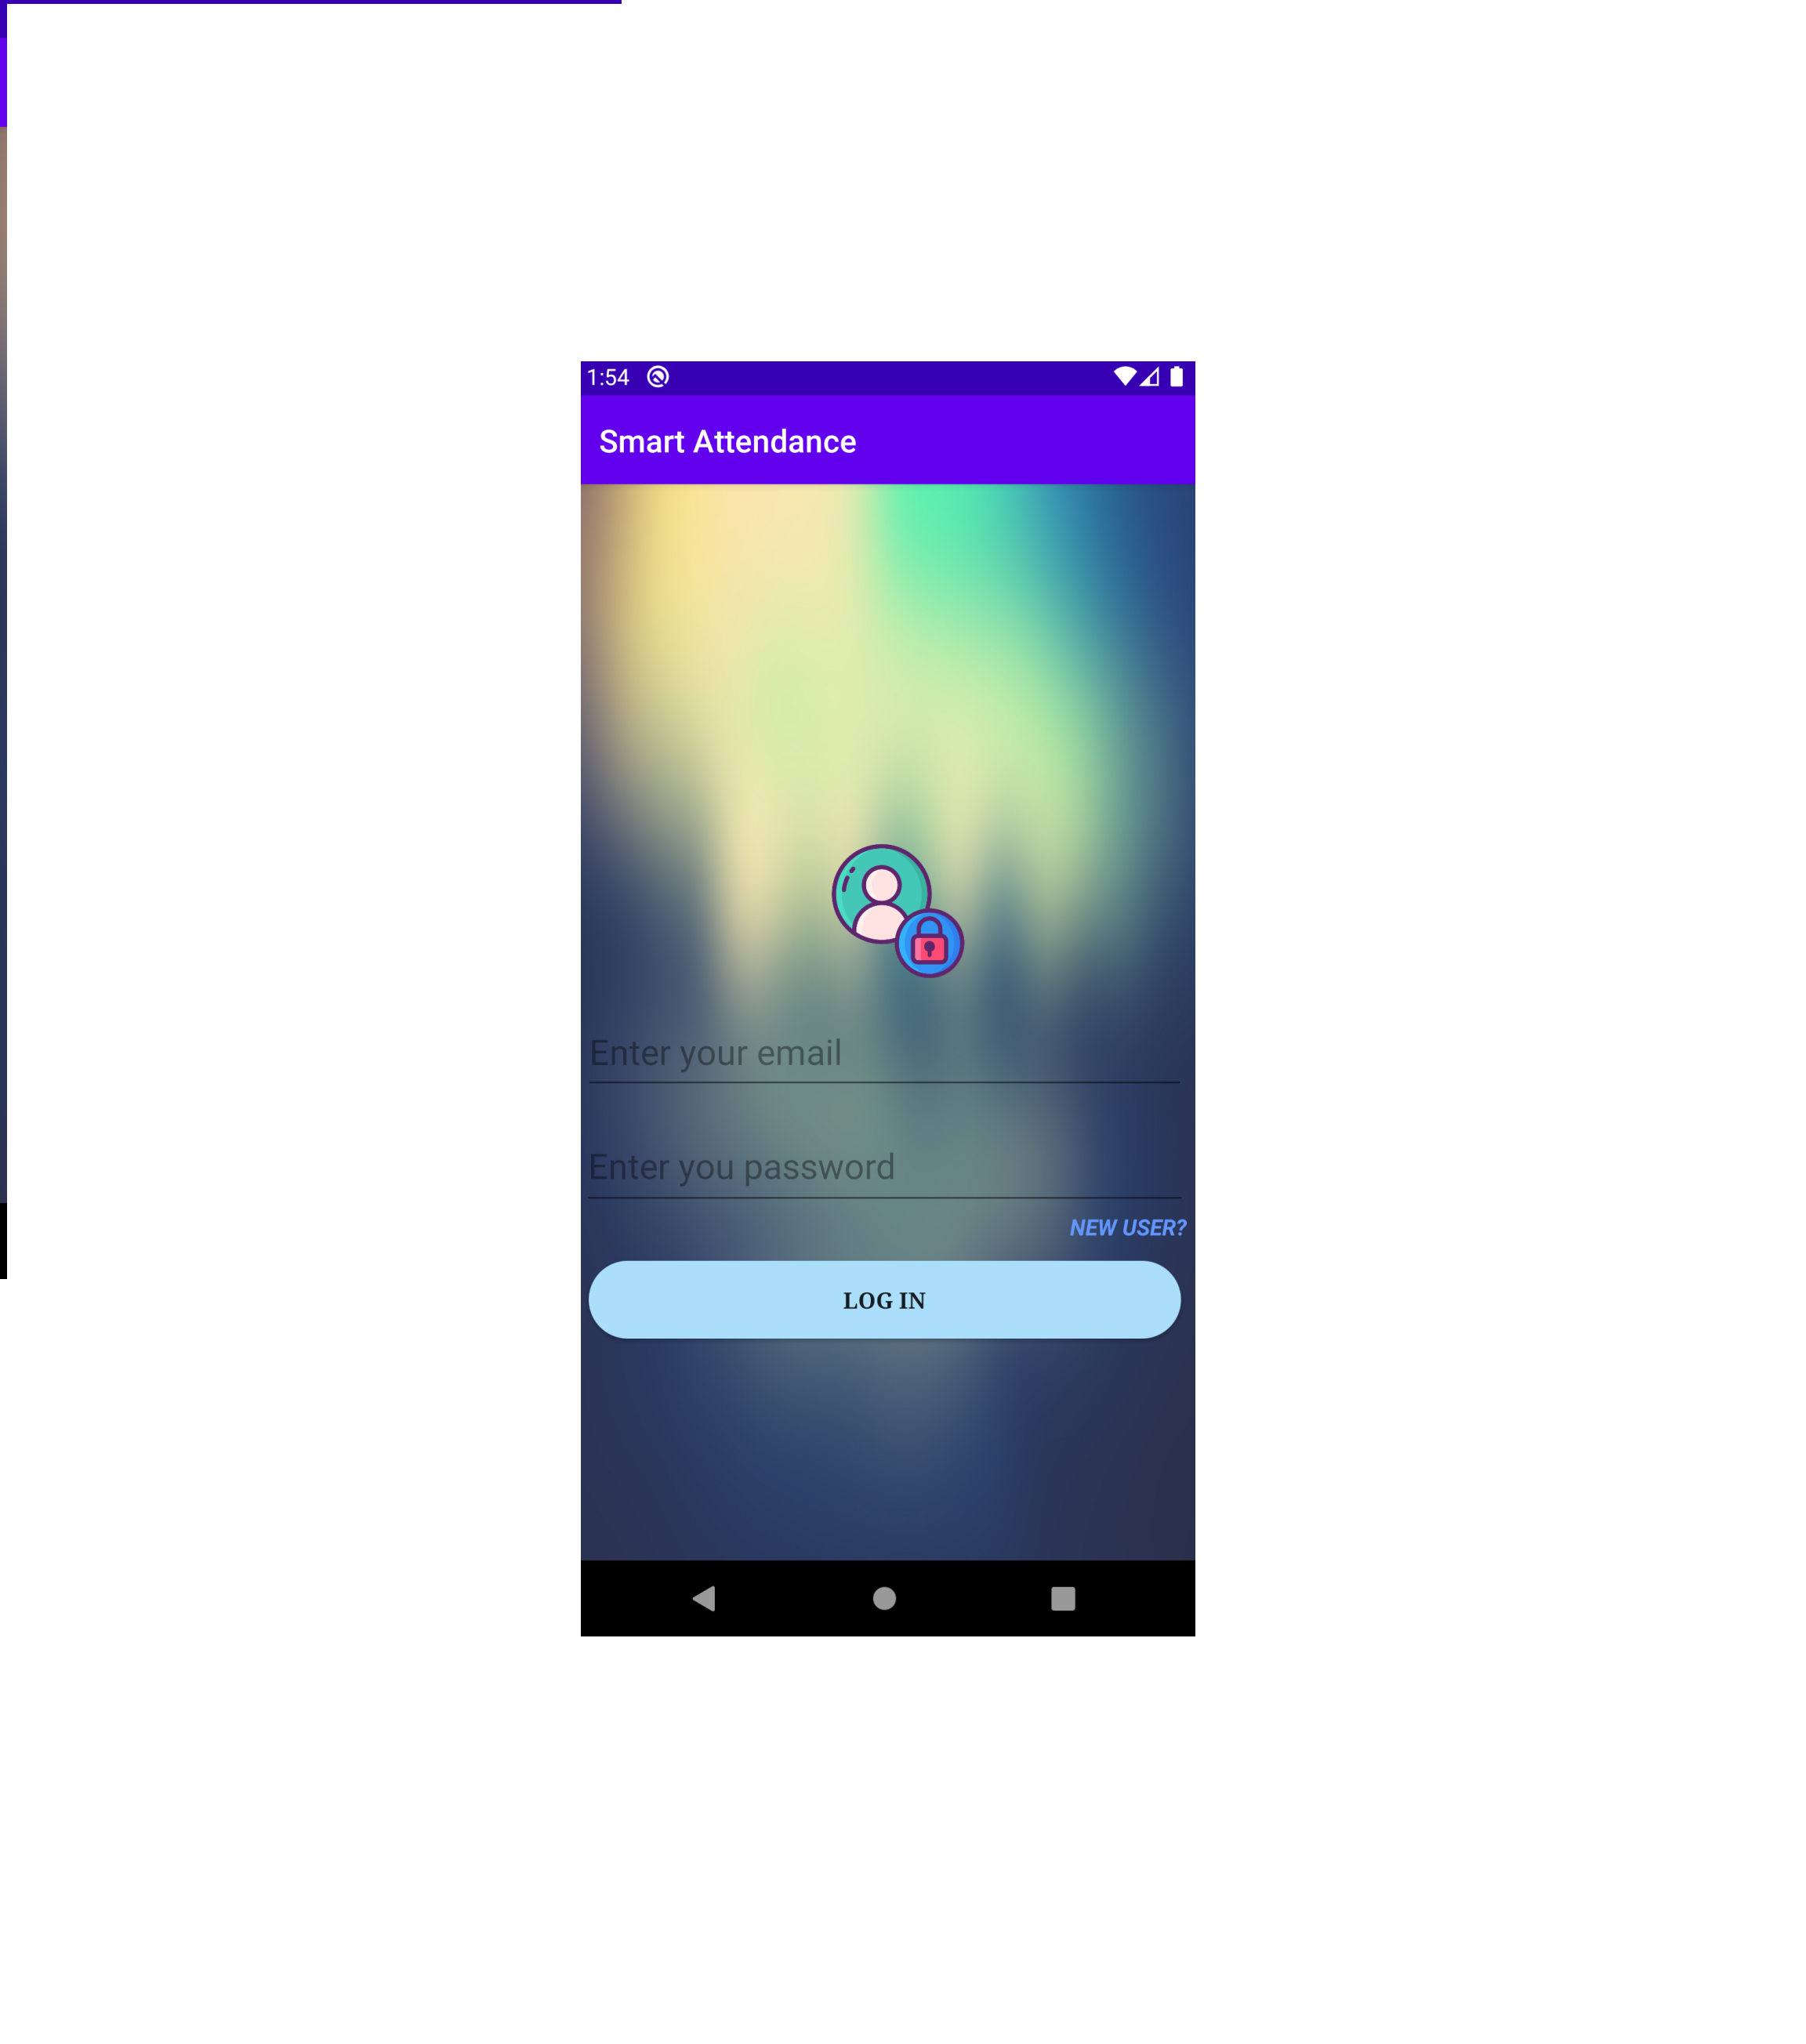 1:54
Smart Attendance
Enter your email
Enter you password
NEW USER?
LOG IN